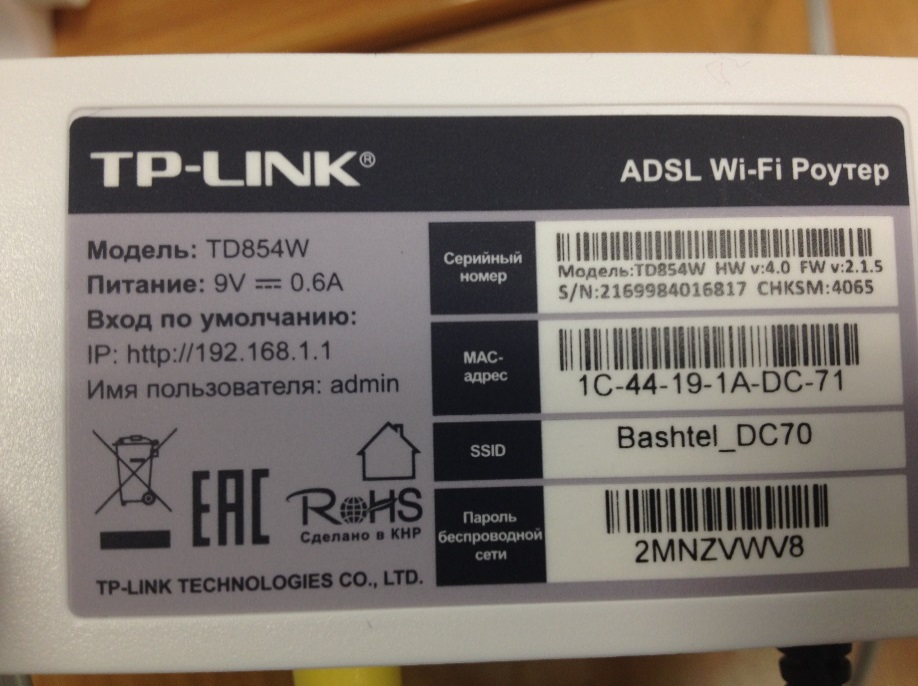 TP-LINK®
ADSL Wi-Fi Роутер
Модель: TD854W
Питание: 9V ⎓ 0.6A
Вход по умолчанию:
IP: http://192.168.1.1
Имя пользователя: admin
EAC
RoHS
Сделано в КНР
TP-LINK TECHNOLOGIES CO., LTD.
Серийный
номер
Модель:TD854W HW v:4.0 FW v:2.1.5
S/N:2169984016817 CHKSM:4065
MAC-
адрес
1C-44-19-1A-DC-71
SSID
Bashtel_DC70
Пароль
беспроводной
сети
2MNZVWV8